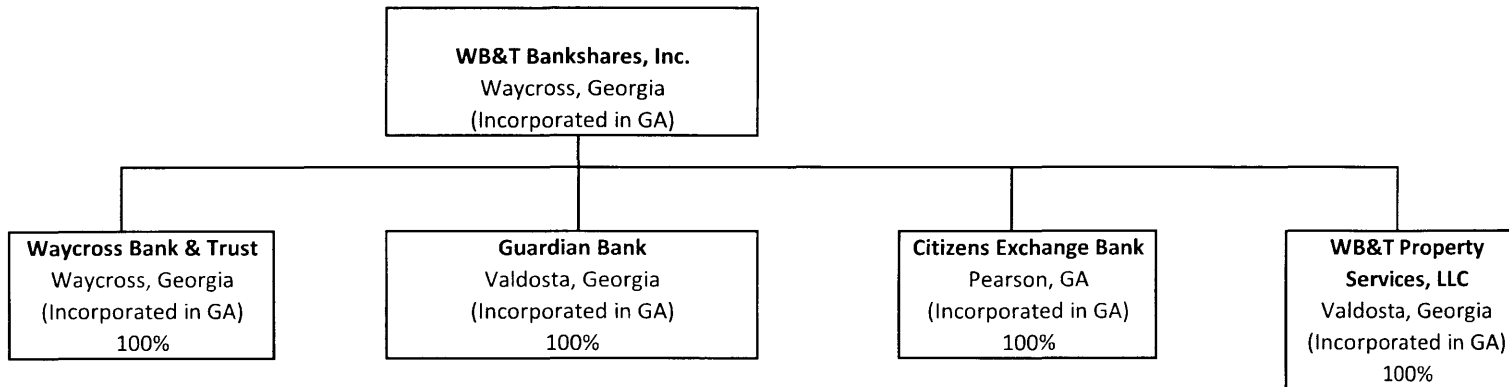 WB&T Bankshares, Inc.
Waycross, Georgia
(Incorporated in GA)
Waycross Bank & Trust
Waycross, Georgia
(Incorporated in GA)
100%
Guardian Bank
Valdosta, Georgia
(Incorporated in GA)
100%
Citizens Exchange Bank
Pearson, GA
(Incorporated in GA)
100%
WB&T Property
Services, LLC
Valdosta, Georgia
(Incorporated in GA)
100%